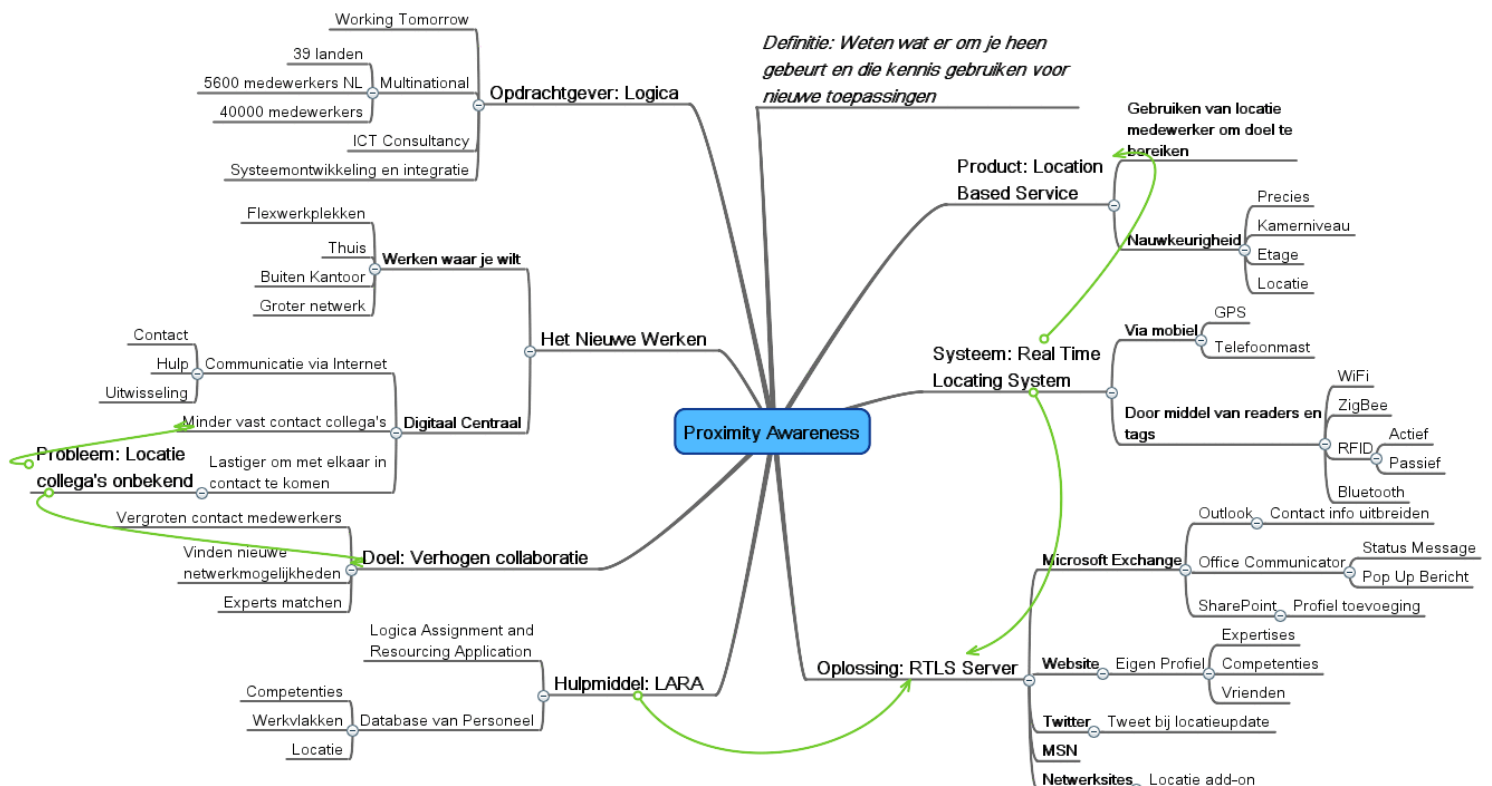 Working Tomorrow
39 landen
5600 medewerkers NL
40000 medewerkers
Multinational
ICT Consultancy
Systeemontwikkeling en integratie
Opdrachtgever: Logica
Flexwerkplekken
Thuis
Buiten Kantoor
Groter netwerk
Werken waar je wilt
Het Nieuwe Werken
Contact
Hulp
Uitwisseling
Communicatie via Internet
Minder vast contact collega's
Digitaal Centraal
Probleem: Locatie
collega's onbekend
Lastiger om met elkaar in
contact te komen
Vergroten contact medewerkers
Vinden nieuwe
netwerkmogelijkheden
Experts matchen
Doel: Verhogen collaboratie
Logica Assignment and
Resourcing Application
Hulpmiddel: LARA
Competenties
Werkvlakken
Locatie
Database van Personeel
Proximity Awareness
Definitie: Weten wat er om je heen
gebeurt en die kennis gebruiken voor
nieuwe toepassingen
Product: Location
Based Service
Gebruiken van locatie
medewerker om doel te
bereiken
Nauwkeurigheid
Precies
Kamerniveau
Etage
Locatie
Systeem: Real Time
Locating System
Via mobiel
GPS
Telefoonmast
Door middel van readers en
tags
WiFi
ZigBee
RFID
Actief
Passief
Bluetooth
Oplossing: RTLS Server
Microsoft Exchange
Outlook
Contact info uitbreiden
Office Communicator
Status Message
Pop Up Bericht
SharePoint
Profiel toevoeging
Website
Eigen Profiel
Expertises
Competenties
Vrienden
Twitter
Tweet bij locatieupdate
MSN
Netwerksites
Locatie add-on